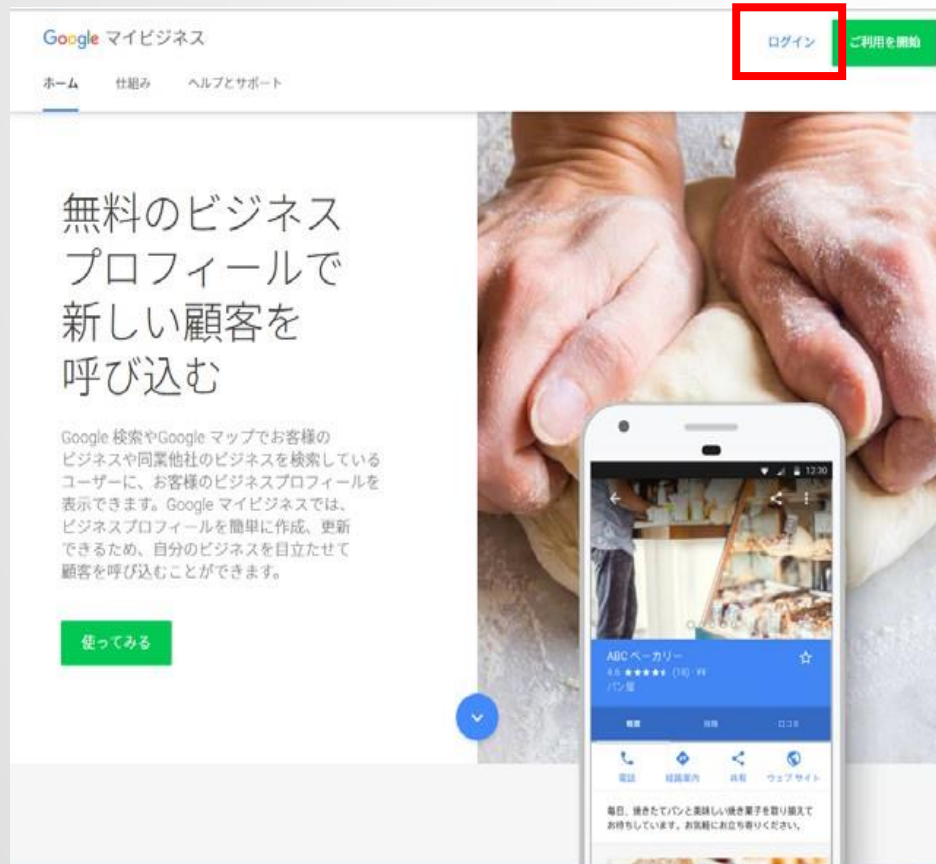 Google マイビジネス
ログイン
ご利用を開始
ホーム 仕組み ヘルプとサポート
無料のビジネス
プロフィールで
新しい顧客を
呼び込む
Google 検索やGoogle マップでお客様の
ビジネスや同業他社のビジネスを検索している
ユーザーに、お客様のビジネスプロフィールを
表示できます。Google マイビジネスでは、
ビジネスプロフィールを簡単に作成、更新
できるため、自分のビジネスを目立たせて
顧客を呼び込むことができます。
使ってみる
12:30
ABC ベーカリー
4.6 ★★★★★ (18)· ¥¥
パン屋
概要 口コミ
電話 経路案内 共有 ウェブサイト
毎日、焼きたてパンと美味しい焼き菓子を取り揃えて
お待ちしています。お気軽にお立ち寄りください。